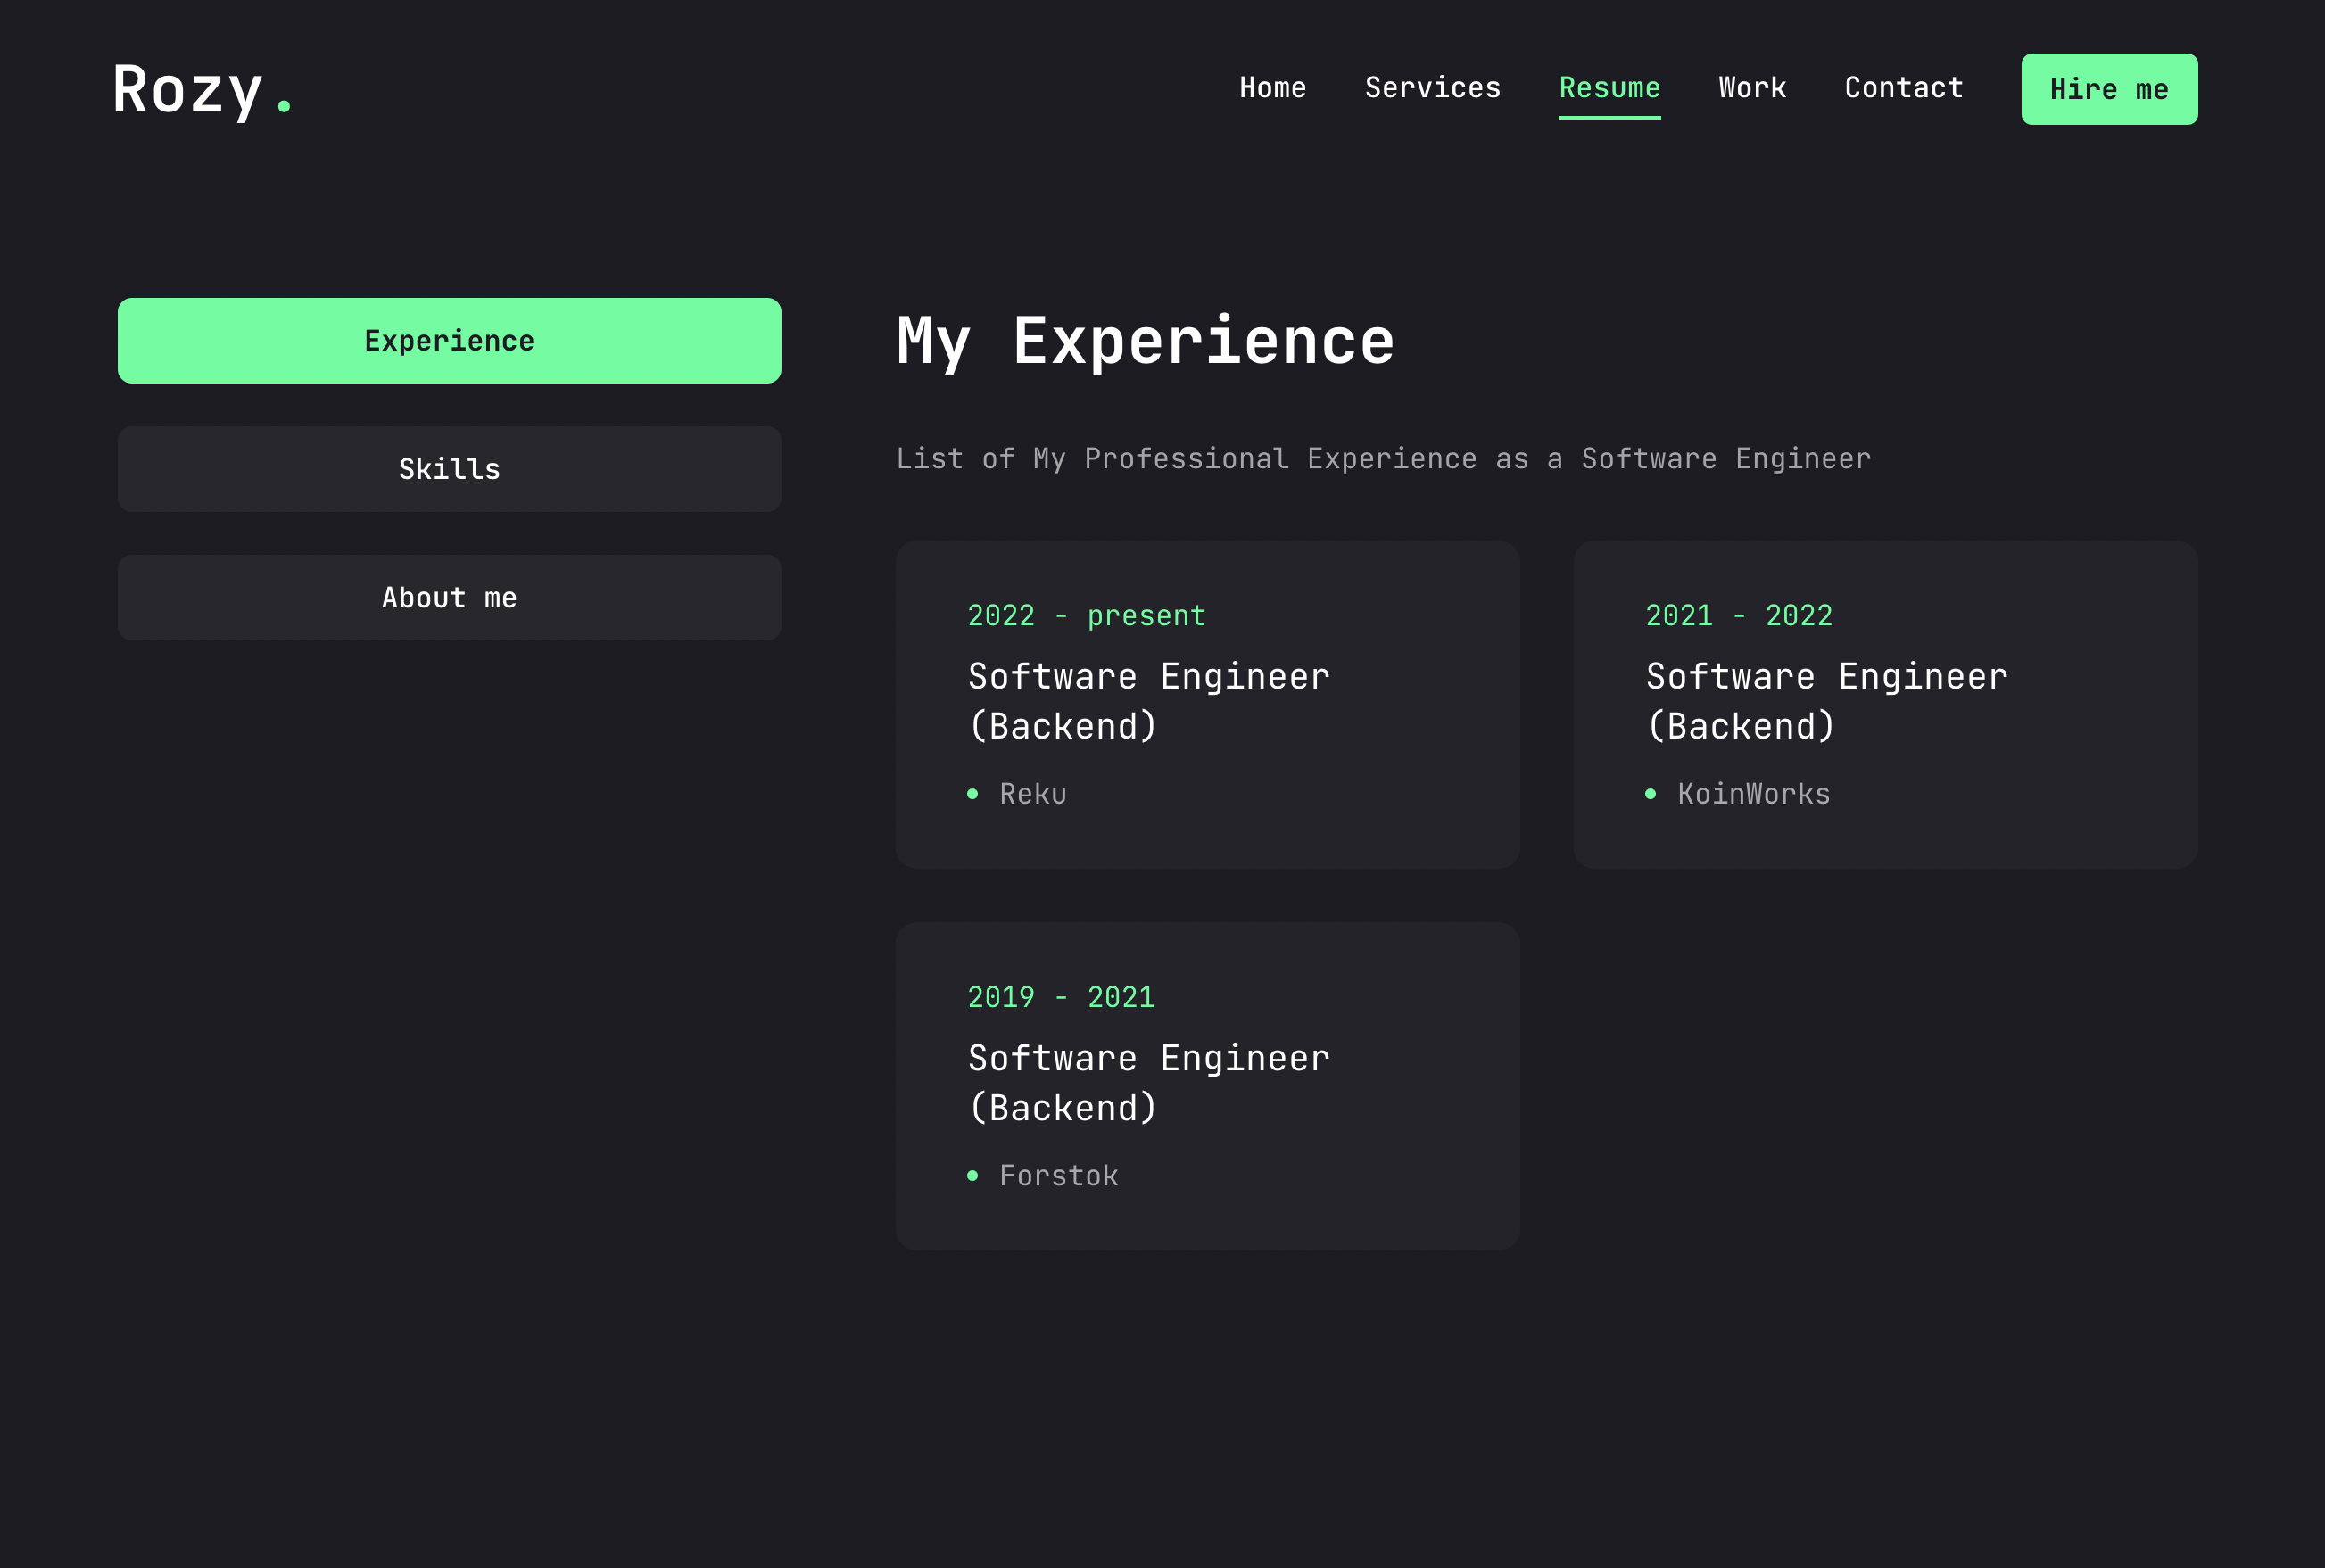 Rozy.
Home Services Resume Work Contact Hire me
Experience
Skills
About me
My Experience
List of My Professional Experience as a Software Engineer
2022 - present
Software Engineer
(Backend)
Reku
2021 - 2022
Software Engineer
(Backend)
KoinWorks
2019 - 2021
Software Engineer
(Backend)
Forstok